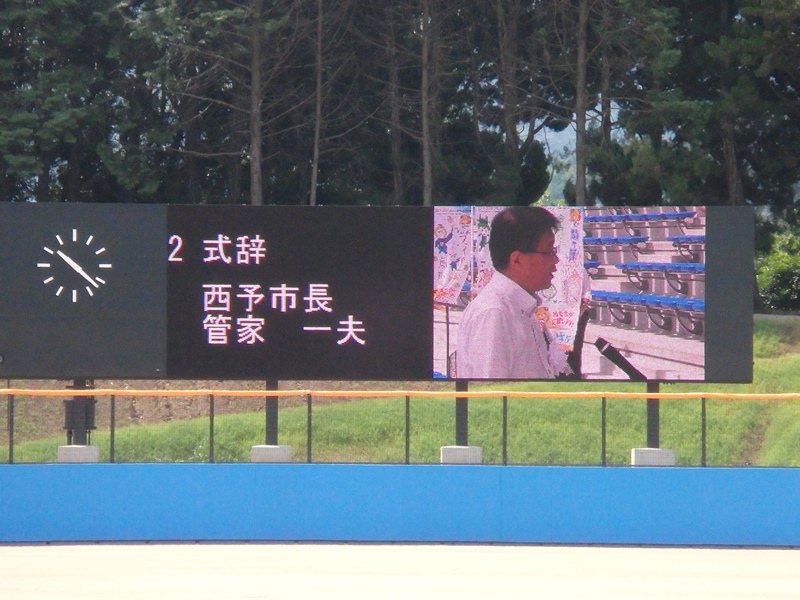 2 式辞
西予市長
管家 一夫